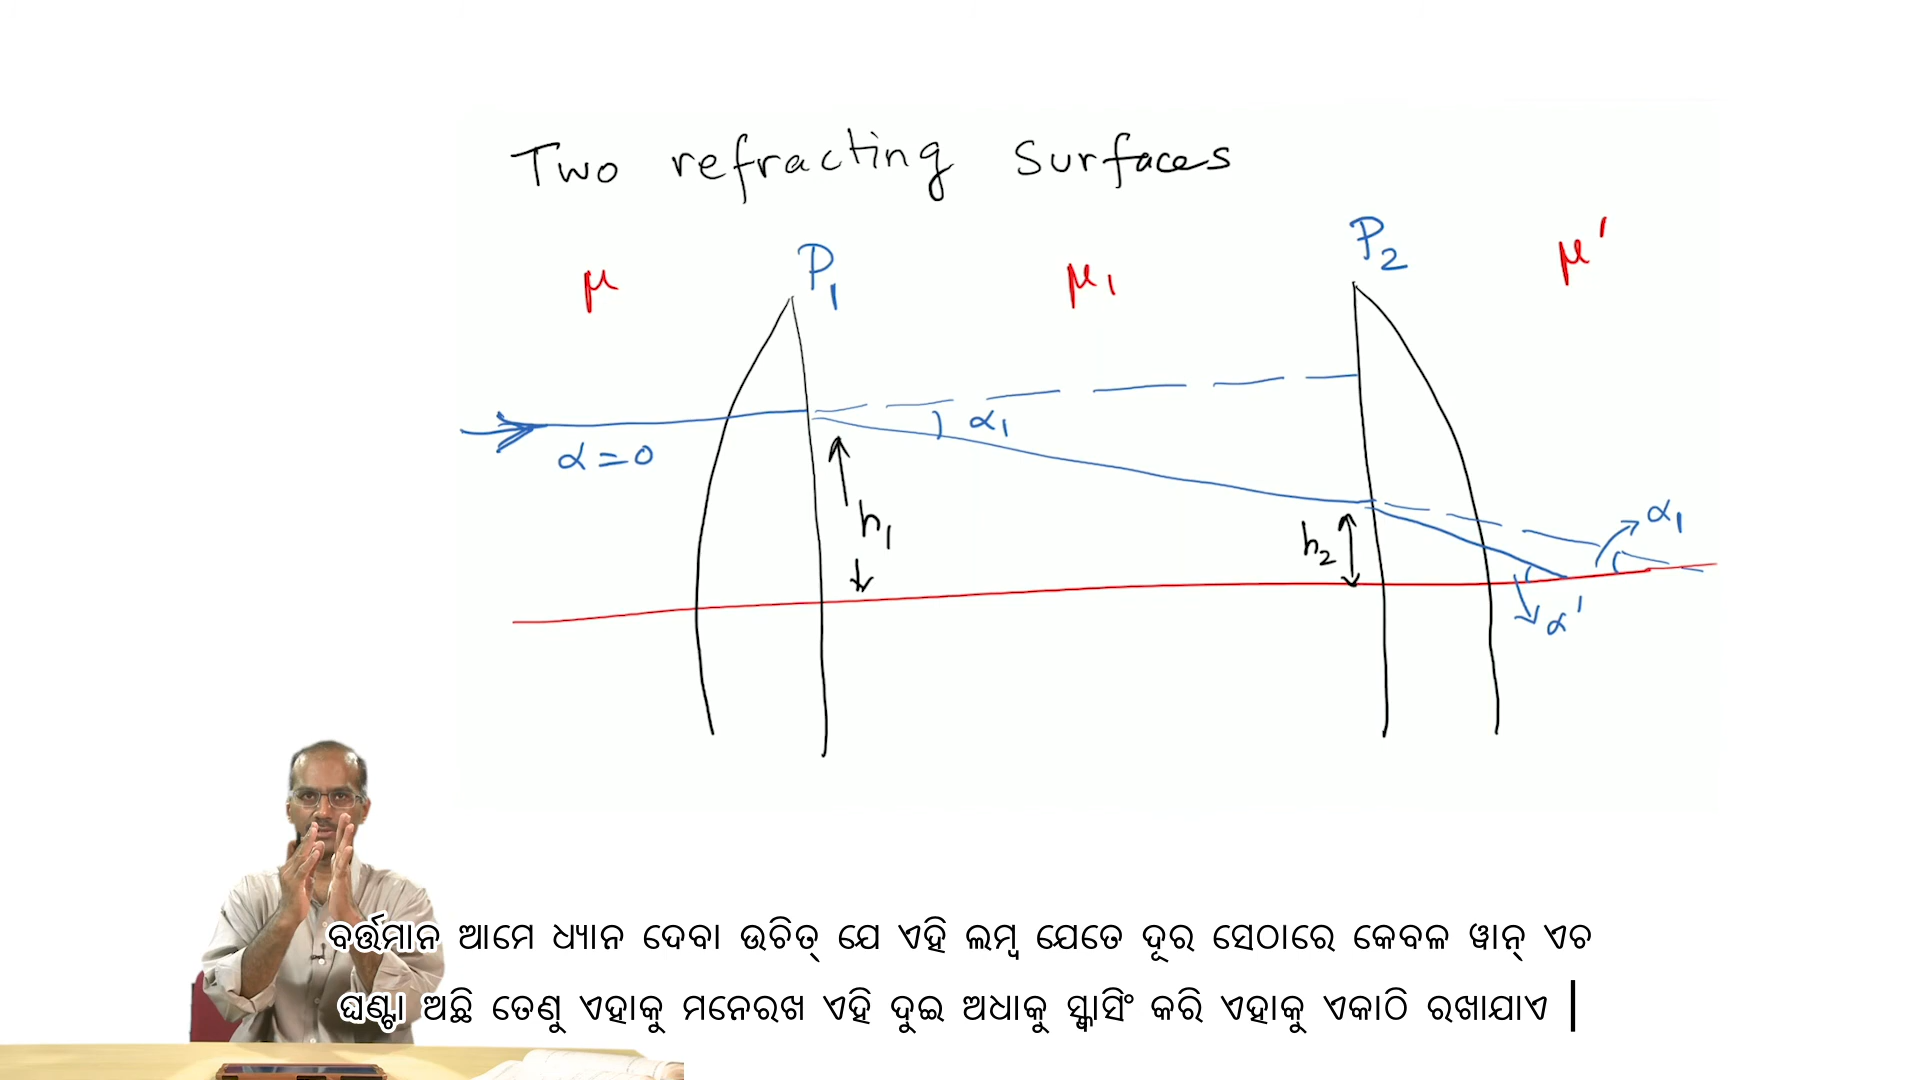 Two refracting Surfaces
μ P₁ μ₁ P₂ μ'
α₁
α=0
h₁ h₂ α₁
α'
ବର୍ତ୍ତମାନ ଆମେ ଧ୍ୟାନ ଦେବା ଉଚିତ୍ ଯେ ଏହି ଲମ୍ବ ଯେତେ ଦୂର ସେଠାରେ କେବଳ ୱାନ୍ ଏଚ
ଘଣ୍ଟା ଅଛି ତେଣୁ ଏହାକୁ ମନେରଖ ଏହି ଦୁଇ ଅଧାକୁ ସ୍କ୍ୱାସିଂ କରି ଏହାକୁ ଏକାଠି ରଖାଯାଏ |